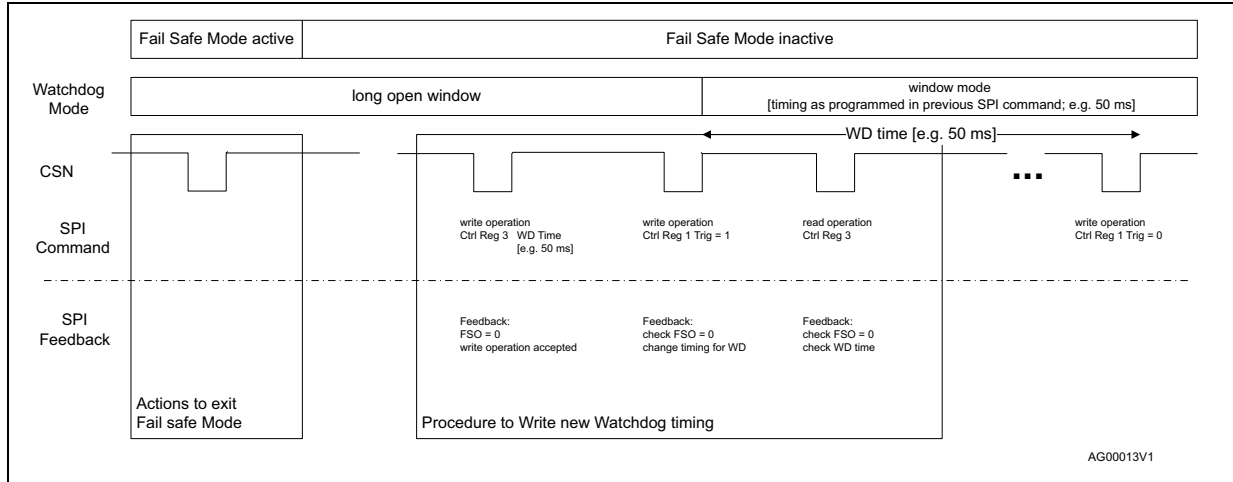 Fail Safe Mode active
Fail Safe Mode inactive
Watchdog
Mode
long open window
window mode
[timing as programmed in previous SPI command; e.g. 50 ms]
WD time [e.g. 50 ms]
CSN
...
SPI
Command
write operation
Ctrl Reg 3 WD Time
[e.g. 50 ms]
write operation
Ctrl Reg 1 Trig = 1
read operation
Ctrl Reg 3
write operation
Ctrl Reg 1 Trig = 0
SPI
Feedback
Feedback:
FSO = 0
write operation accepted
Feedback:
check FSO = 0
change timing for WD
Feedback:
check FSO = 0
check WD time
Actions to exit
Fail safe Mode
Procedure to Write new Watchdog timing
AG00013V1